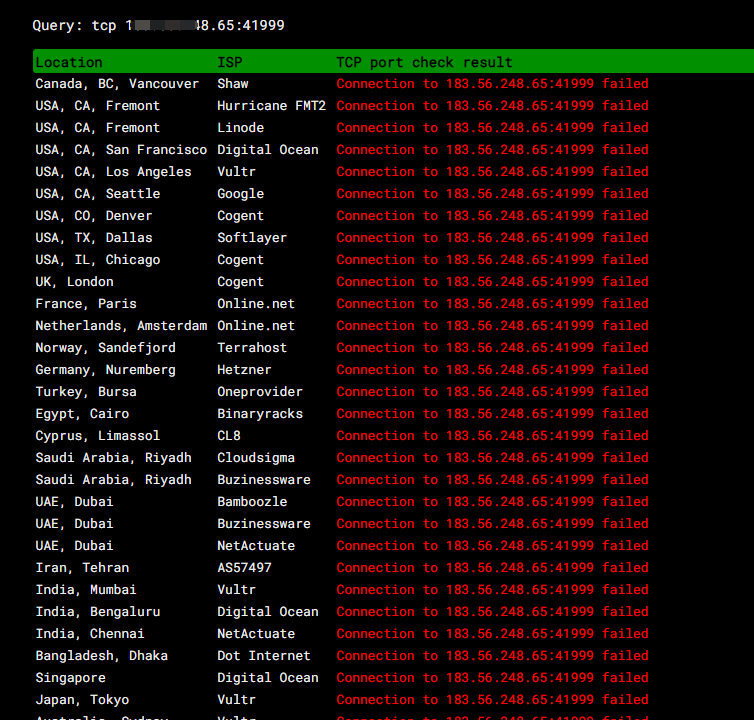 Query: tcp 1 48.65:41999
Location ISP TCP port check result
Canada, BC, Vancouver Shaw Connection to 183.56.248.65:41999 failed
USA, CA, Fremont Hurricane FMT2 Connection to 183.56.248.65:41999 failed
USA, CA, Fremont Linode Connection to 183.56.248.65:41999 failed
USA, CA, San Francisco Digital Ocean Connection to 183.56.248.65:41999 failed
USA, CA, Los Angeles Vultr Connection to 183.56.248.65:41999 failed
USA, CA, Seattle Google Connection to 183.56.248.65:41999 failed
USA, CO, Denver Cogent Connection to 183.56.248.65:41999 failed
USA, TX, Dallas Softlayer Connection to 183.56.248.65:41999 failed
USA, IL, Chicago Cogent Connection to 183.56.248.65:41999 failed
UK, London Cogent Connection to 183.56.248.65:41999 failed
France, Paris Online.net Connection to 183.56.248.65:41999 failed
Netherlands, Amsterdam Online.net Connection to 183.56.248.65:41999 failed
Norway, Sandefjord Terrahost Connection to 183.56.248.65:41999 failed
Germany, Nuremberg Hetzner Connection to 183.56.248.65:41999 failed
Turkey, Bursa Oneprovider Connection to 183.56.248.65:41999 failed
Egypt, Cairo Binaryracks Connection to 183.56.248.65:41999 failed
Cyprus, Limassol CL8 Connection to 183.56.248.65:41999 failed
Saudi Arabia, Riyadh Cloudsigma Connection to 183.56.248.65:41999 failed
Saudi Arabia, Riyadh Buzinessware Connection to 183.56.248.65:41999 failed
UAE, Dubai Bamboozle Connection to 183.56.248.65:41999 failed
UAE, Dubai Buzinessware Connection to 183.56.248.65:41999 failed
UAE, Dubai NetActuate Connection to 183.56.248.65:41999 failed
Iran, Tehran AS57497 Connection to 183.56.248.65:41999 failed
India, Mumbai Vultr Connection to 183.56.248.65:41999 failed
India, Bengaluru Digital Ocean Connection to 183.56.248.65:41999 failed
India, Chennai NetActuate Connection to 183.56.248.65:41999 failed
Bangladesh, Dhaka Dot Internet Connection to 183.56.248.65:41999 failed
Singapore Digital Ocean Connection to 183.56.248.65:41999 failed
Japan, Tokyo Vultr Connection to 183.56.248.65:41999 failed